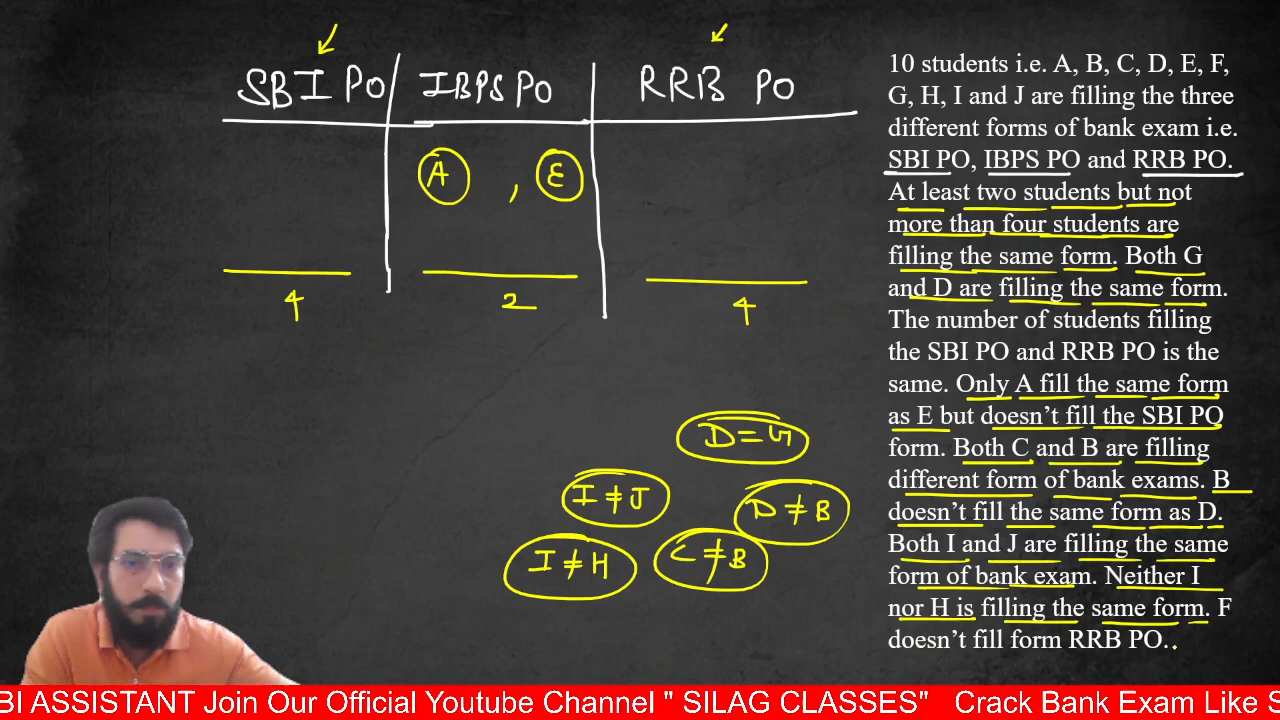 SBI PO IBPS PO RRB PO
A , E
4 2 4
D=G
I≠J
D≠B
I≠H
C≠B
10 students i.e. A, B, C, D, E, F,
G, H, I and J are filling the three
different forms of bank exam i.e.
SBI PO, IBPS PO and RRB PO.
At least two students but not
more than four students are
filling the same form. Both G
and D are filling the same form.
The number of students filling
the SBI PO and RRB PO is the
same. Only A fill the same form
as E but doesn't fill the SBI PO
form. Both C and B are filling
different form of bank exams. B
doesn't fill the same form as D.
Both I and J are filling the same
form of bank exam. Neither I
nor H is filling the same form. F
doesn't fill form RRB PO.
BI ASSISTANT Join Our Official Youtube Channel " SILAG CLASSES" Crack Bank Exam Like S